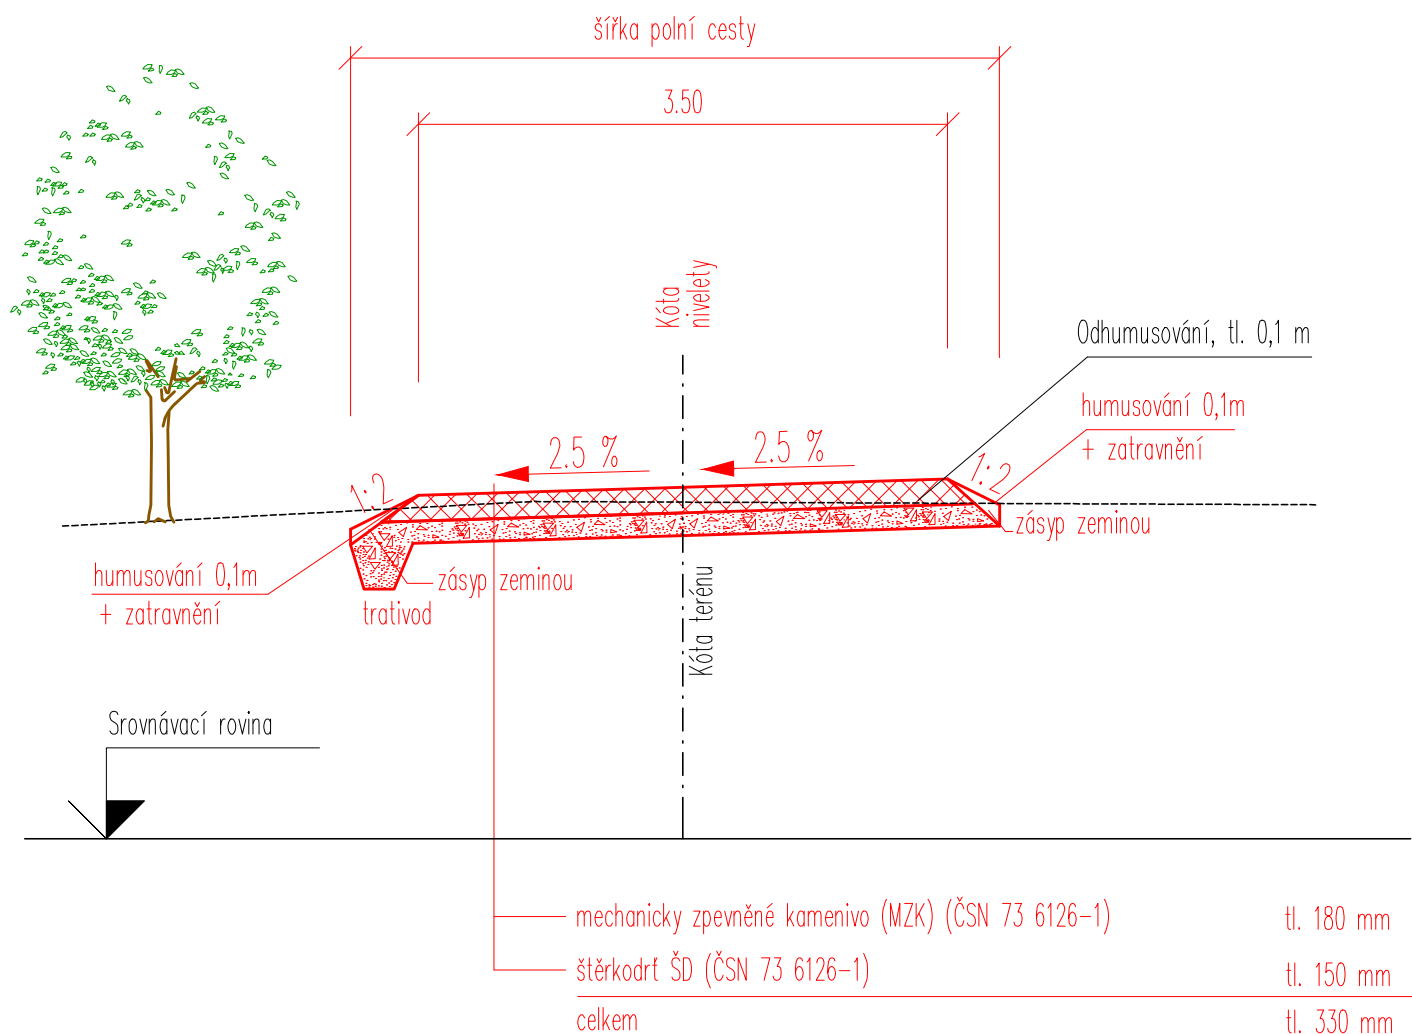 šířka polní cesty
3.50
Kóta
nivelety
Odhumusování, tl. 0,1 m
humusování 0,1m
+ zatravnění
2.5 %
2.5 %
1:2
1:2
zásyp zeminou
humusování 0,1m
+ zatravnění
zásyp zeminou
trativod
Kóta terénu
Srovnávací rovina
mechanicky zpevněné kamenivo (MZK) (ČSN 73 6126-1) tl. 180 mm
štěrkodrť ŠD (ČSN 73 6126-1) tl. 150 mm
celkem tl. 330 mm